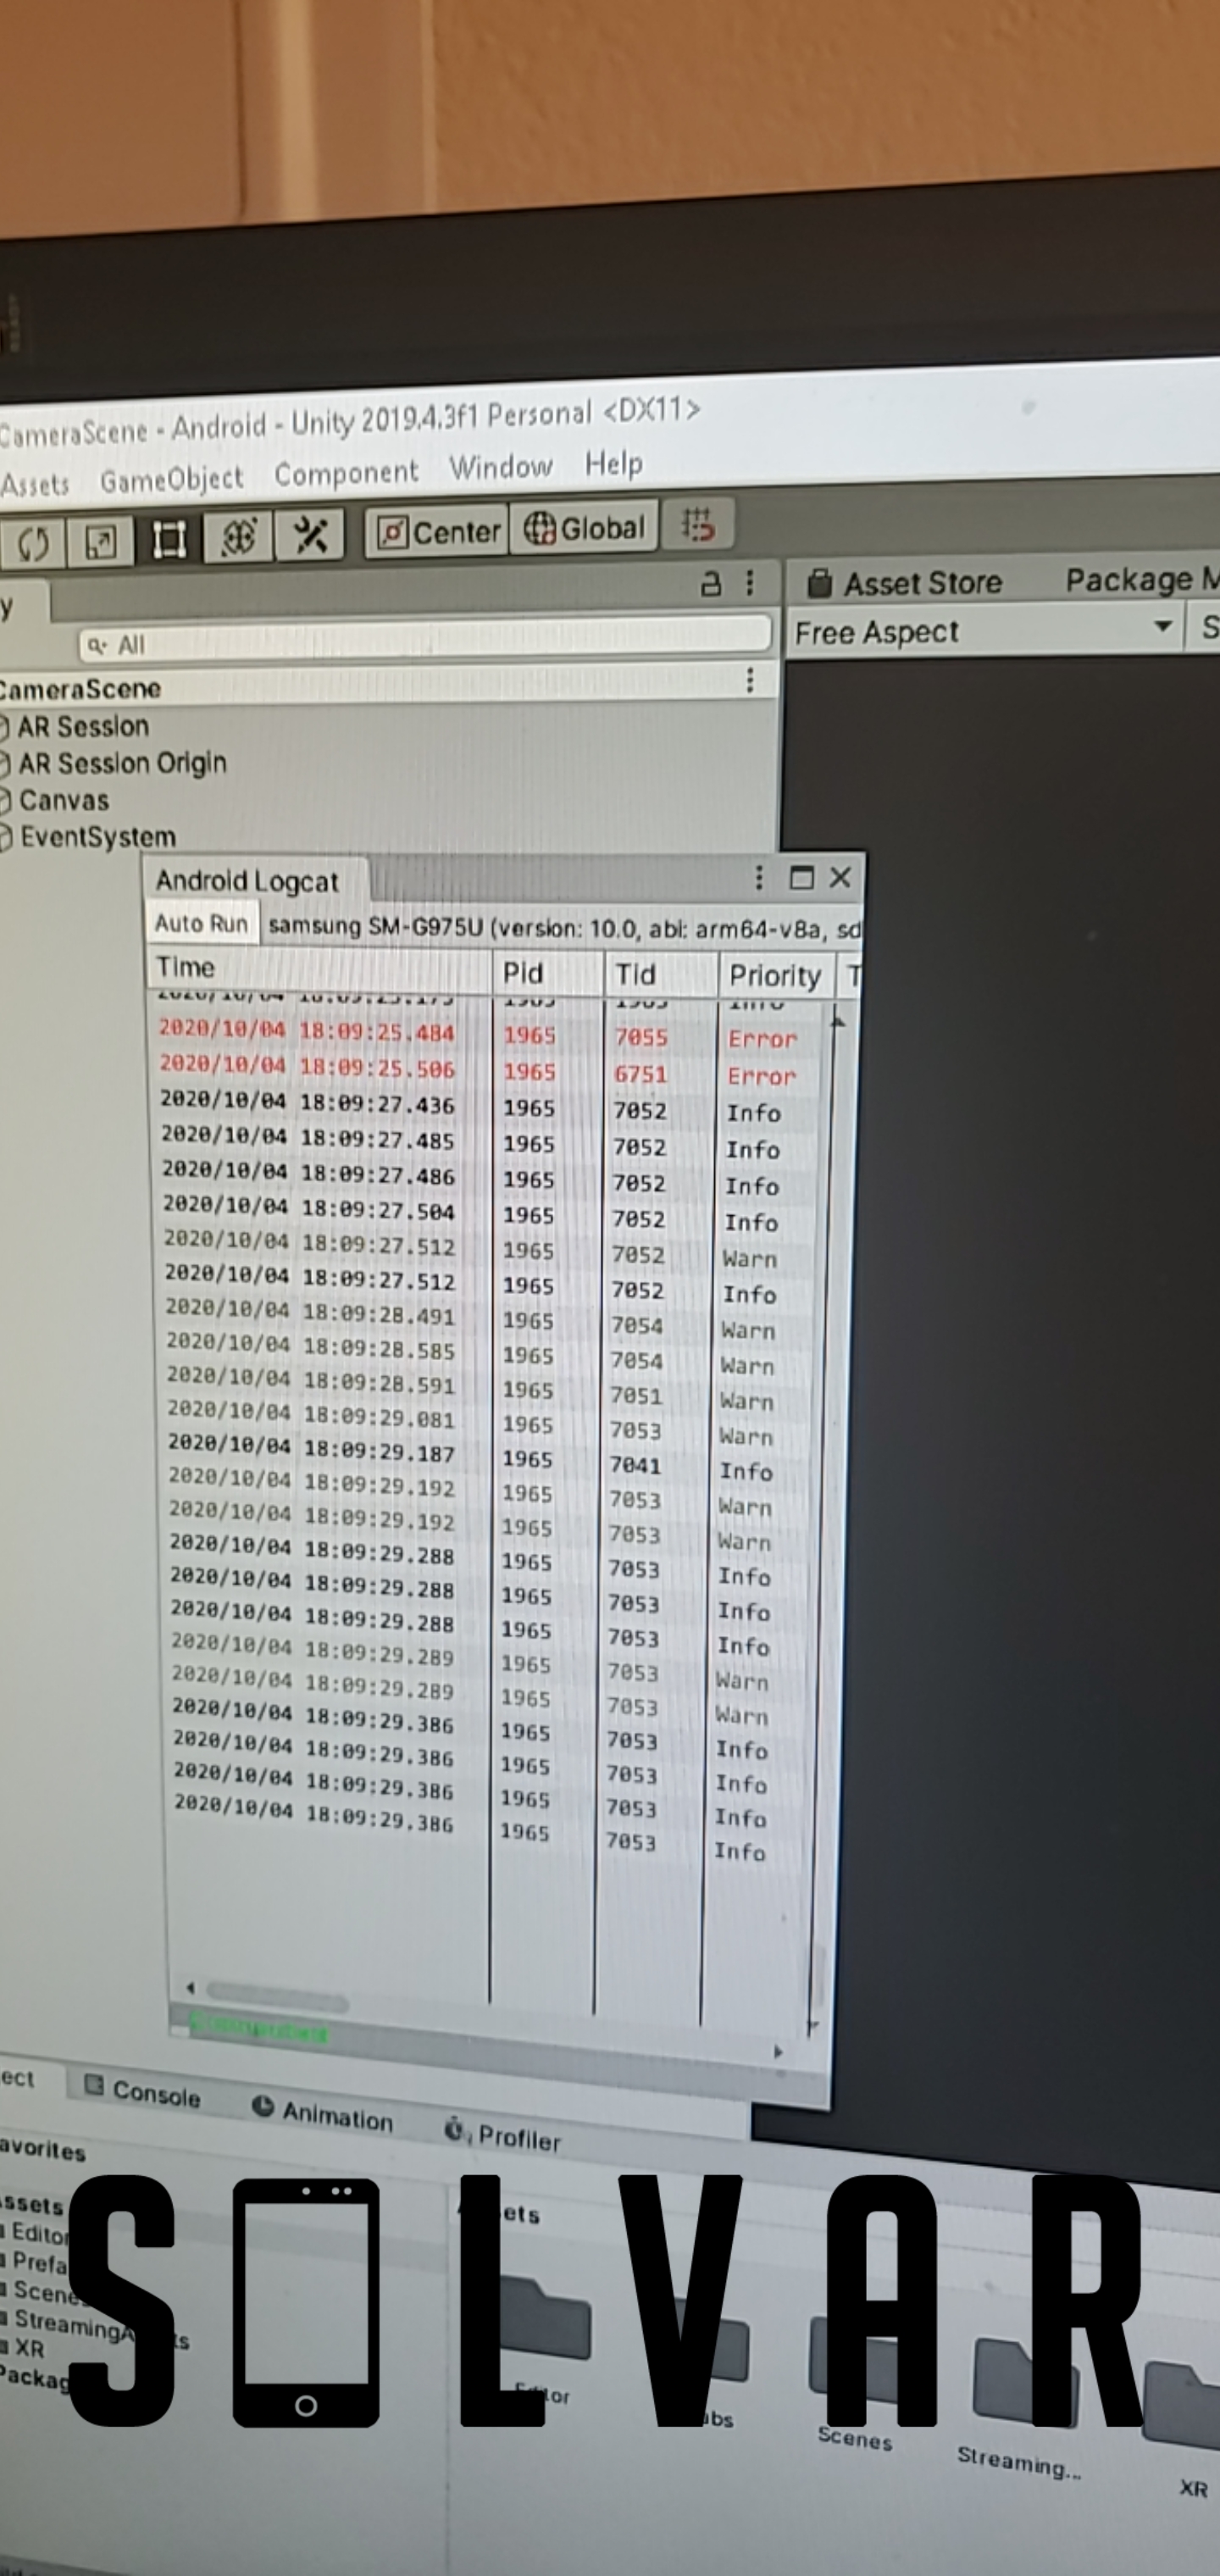 CameraScene - Android - Unity 2019.4.3f1 Personal <DX11>
Assets GameObject Component Window Help
Center Global
y
Asset Store Package M
All
Free Aspect S
CameraScene
AR Session
AR Session Origin
Canvas
EventSystem
Android Logcat
Auto Run samsung SM-G975U (version: 10.0, abi: arm64-v8a, sd
Time Pid Tid Priority T
2020/10/04 18:09:25.484 1965 7055 Error
2020/10/04 18:09:25.506 1965 6751 Error
2020/10/04 18:09:27.436 1965 7052 Info
2020/10/04 18:09:27.485 1965 7052 Info
2020/10/04 18:09:27.486 1965 7052 Info
2020/10/04 18:09:27.504 1965 7052 Info
2020/10/04 18:09:27.512 1965 7052 Warn
2020/10/04 18:09:27.512 1965 7052 Info
2020/10/04 18:09:28.491 1965 7054 Warn
2020/10/04 18:09:28.585 1965 7054 Warn
2020/10/04 18:09:28.591 1965 7051 Warn
2020/10/04 18:09:29.081 1965 7053 Warn
2020/10/04 18:09:29.187 1965 7041 Info
2020/10/04 18:09:29.192 1965 7053 Warn
2020/10/04 18:09:29.192 1965 7053 Warn
2020/10/04 18:09:29.288 1965 7053 Info
2020/10/04 18:09:29.288 1965 7053 Info
2020/10/04 18:09:29.288 1965 7053 Info
2020/10/04 18:09:29.289 1965 7053 Warn
2020/10/04 18:09:29.289 1965 7053 Warn
2020/10/04 18:09:29.386 1965 7053 Info
2020/10/04 18:09:29.386 1965 7053 Info
2020/10/04 18:09:29.386 1965 7053 Info
2020/10/04 18:09:29.386 1965 7053 Info
ect Console Animation Profiler
avorites
ssets
Editor
Prefa
Scene
Streaming
XR
Packag
ets
Scenes
Streaming...
XR
SOLVAR